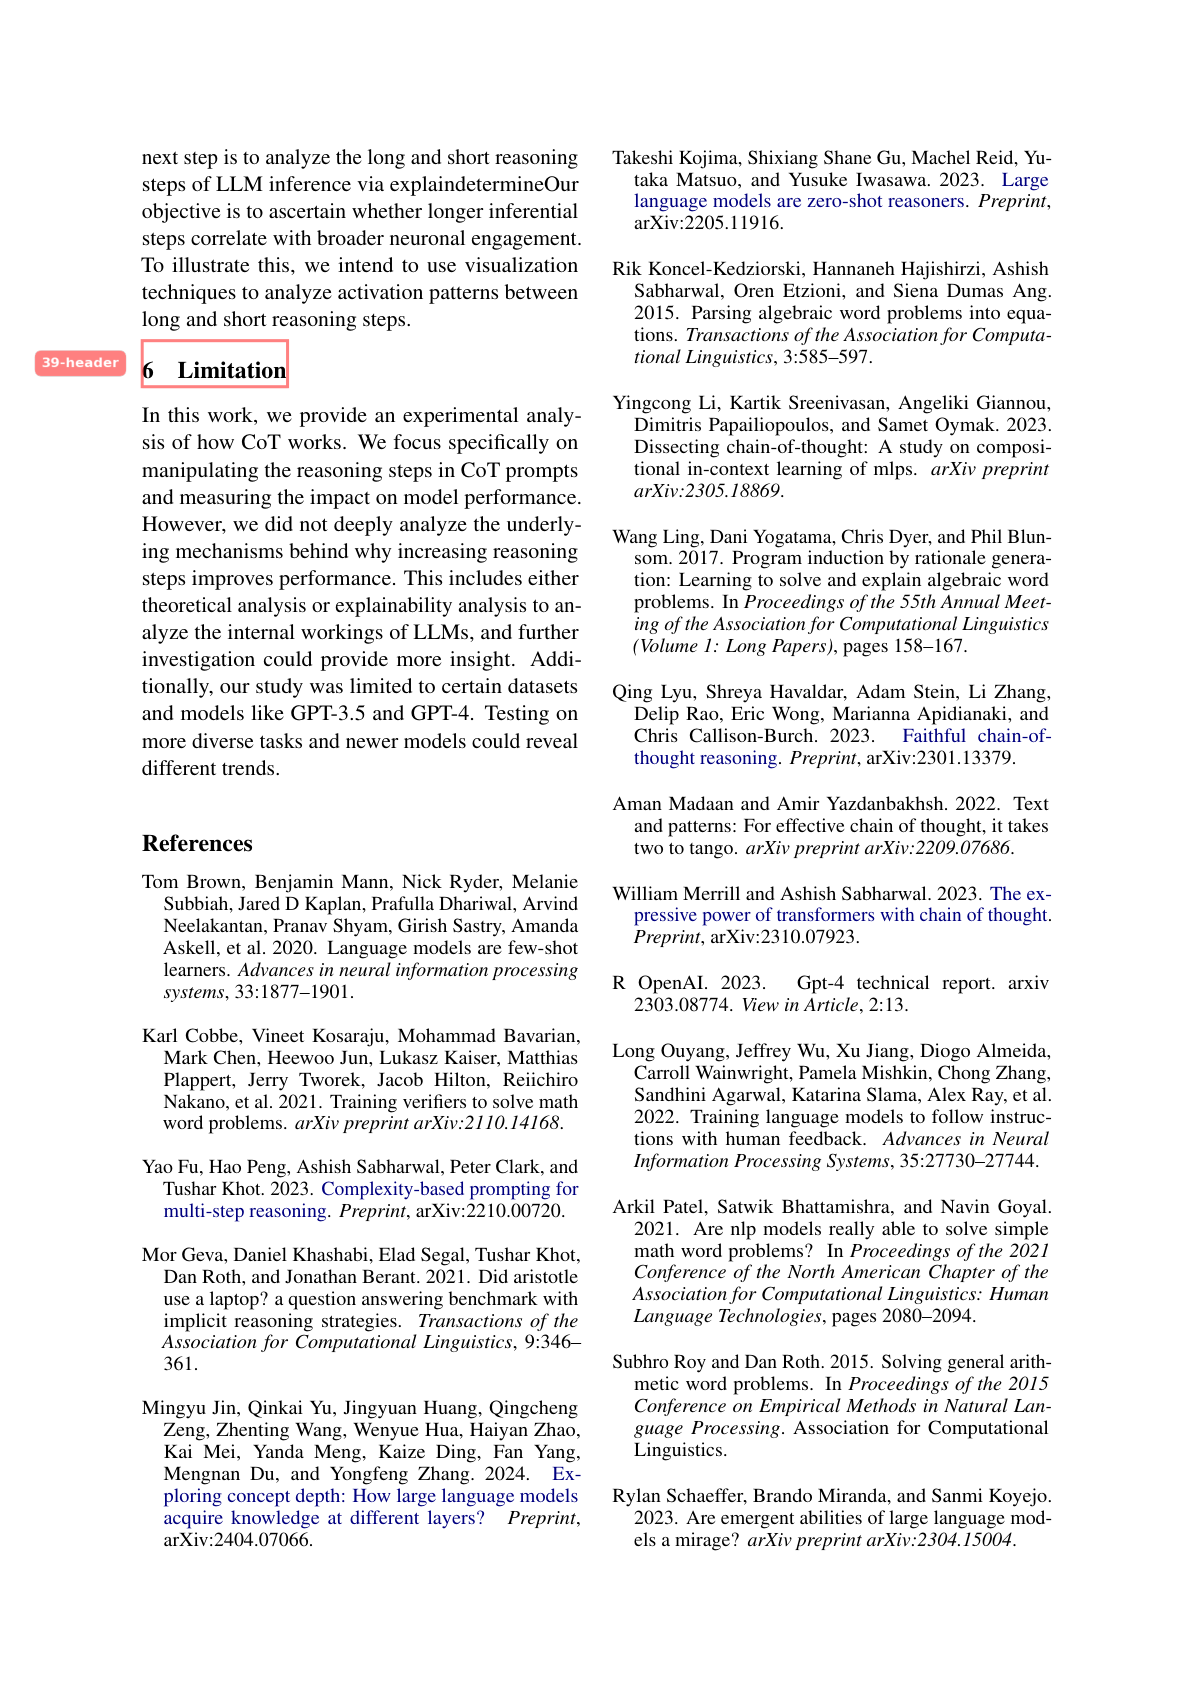 next step is to analyze the long and short reasoning
steps of LLM inference via explaindetermineOur
objective is to ascertain whether longer inferential
steps correlate with broader neuronal engagement.
To illustrate this, we intend to use visualization
techniques to analyze activation patterns between
long and short reasoning steps.
39-header
6 Limitation
In this work, we provide an experimental analy-
sis of how CoT works. We focus specifically on
manipulating the reasoning steps in CoT prompts
and measuring the impact on model performance.
However, we did not deeply analyze the underly-
ing mechanisms behind why increasing reasoning
steps improves performance. This includes either
theoretical analysis or explainability analysis to an-
alyze the internal workings of LLMs, and further
investigation could provide more insight. Addi-
tionally, our study was limited to certain datasets
and models like GPT-3.5 and GPT-4. Testing on
more diverse tasks and newer models could reveal
different trends.
References
Tom Brown, Benjamin Mann, Nick Ryder, Melanie
Subbiah, Jared D Kaplan, Prafulla Dhariwal, Arvind
Neelakantan, Pranav Shyam, Girish Sastry, Amanda
Askell, et al. 2020. Language models are few-shot
learners. Advances in neural information processing
systems, 33:1877–1901.
Karl Cobbe, Vineet Kosaraju, Mohammad Bavarian,
Mark Chen, Heewoo Jun, Lukasz Kaiser, Matthias
Plappert, Jerry Tworek, Jacob Hilton, Reiichiro
Nakano, et al. 2021. Training verifiers to solve math
word problems. arXiv preprint arXiv:2110.14168.
Yao Fu, Hao Peng, Ashish Sabharwal, Peter Clark, and
Tushar Khot. 2023. Complexity-based prompting for
multi-step reasoning. Preprint, arXiv:2210.00720.
Mor Geva, Daniel Khashabi, Elad Segal, Tushar Khot,
Dan Roth, and Jonathan Berant. 2021. Did aristotle
use a laptop? a question answering benchmark with
implicit reasoning strategies. Transactions of the
Association for Computational Linguistics, 9:346–
361.
Mingyu Jin, Qinkai Yu, Jingyuan Huang, Qingcheng
Zeng, Zhenting Wang, Wenyue Hua, Haiyan Zhao,
Kai Mei, Yanda Meng, Kaize Ding, Fan Yang,
Mengnan Du, and Yongfeng Zhang. 2024. Ex-
ploring concept depth: How large language models
acquire knowledge at different layers? Preprint,
arXiv:2404.07066.
Takeshi Kojima, Shixiang Shane Gu, Machel Reid, Yu-
taka Matsuo, and Yusuke Iwasawa. 2023. Large
language models are zero-shot reasoners. Preprint,
arXiv:2205.11916.
Rik Koncel-Kedziorski, Hannaneh Hajishirzi, Ashish
Sabharwal, Oren Etzioni, and Siena Dumas Ang.
2015. Parsing algebraic word problems into equa-
tions. Transactions of the Association for Computa-
tional Linguistics, 3:585–597.
Yingcong Li, Kartik Sreenivasan, Angeliki Giannou,
Dimitris Papailiopoulos, and Samet Oymak. 2023.
Dissecting chain-of-thought: A study on composi-
tional in-context learning of mlps. arXiv preprint
arXiv:2305.18869.
Wang Ling, Dani Yogatama, Chris Dyer, and Phil Blun-
som. 2017. Program induction by rationale genera-
tion: Learning to solve and explain algebraic word
problems. In Proceedings of the 55th Annual Meet-
ing of the Association for Computational Linguistics
(Volume 1: Long Papers), pages 158–167.
Qing Lyu, Shreya Havaldar, Adam Stein, Li Zhang,
Delip Rao, Eric Wong, Marianna Apidianaki, and
Chris Callison-Burch. 2023. Faithful chain-of-
thought reasoning. Preprint, arXiv:2301.13379.
Aman Madaan and Amir Yazdanbakhsh. 2022. Text
and patterns: For effective chain of thought, it takes
two to tango. arXiv preprint arXiv:2209.07686.
William Merrill and Ashish Sabharwal. 2023. The ex-
pressive power of transformers with chain of thought.
Preprint, arXiv:2310.07923.
R OpenAI. 2023. Gpt-4 technical report. arxiv
2303.08774. View in Article, 2:13.
Long Ouyang, Jeffrey Wu, Xu Jiang, Diogo Almeida,
Carroll Wainwright, Pamela Mishkin, Chong Zhang,
Sandhini Agarwal, Katarina Slama, Alex Ray, et al.
2022. Training language models to follow instruc-
tions with human feedback. Advances in Neural
Information Processing Systems, 35:27730–27744.
Arkil Patel, Satwik Bhattamishra, and Navin Goyal.
2021. Are nlp models really able to solve simple
math word problems? In Proceedings of the 2021
Conference of the North American Chapter of the
Association for Computational Linguistics: Human
Language Technologies, pages 2080–2094.
Subhro Roy and Dan Roth. 2015. Solving general arith-
metic word problems. In Proceedings of the 2015
Conference on Empirical Methods in Natural Lan-
guage Processing. Association for Computational
Linguistics.
Rylan Schaeffer, Brando Miranda, and Sanmi Koyejo.
2023. Are emergent abilities of large language mod-
els a mirage? arXiv preprint arXiv:2304.15004.